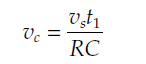 v_c = \frac{v_s t_1}{RC}